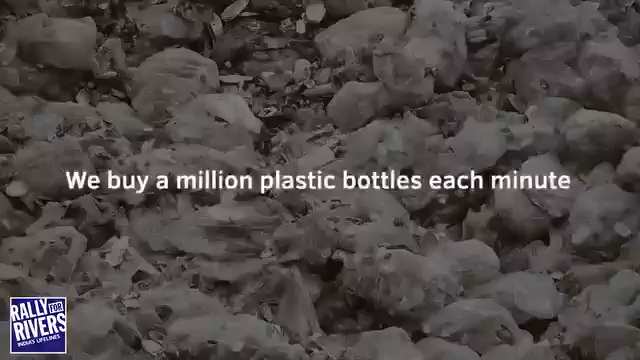 We buy a million plastic bottles each minute
RALLY FOR
RIVERS
INDIA'S LIFELINES